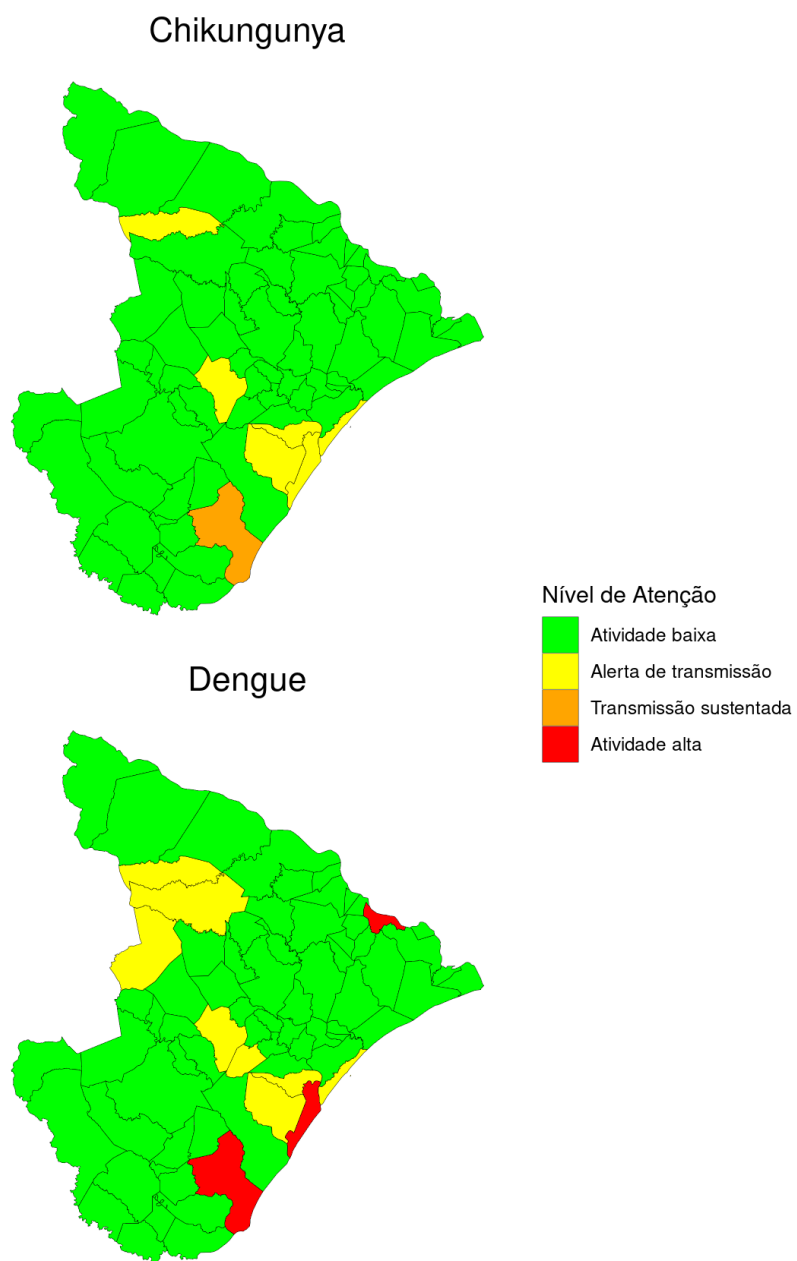 Chikungunya
Nível de Atenção
Atividade baixa
Alerta de transmissão
Transmissão sustentada
Atividade alta
Dengue